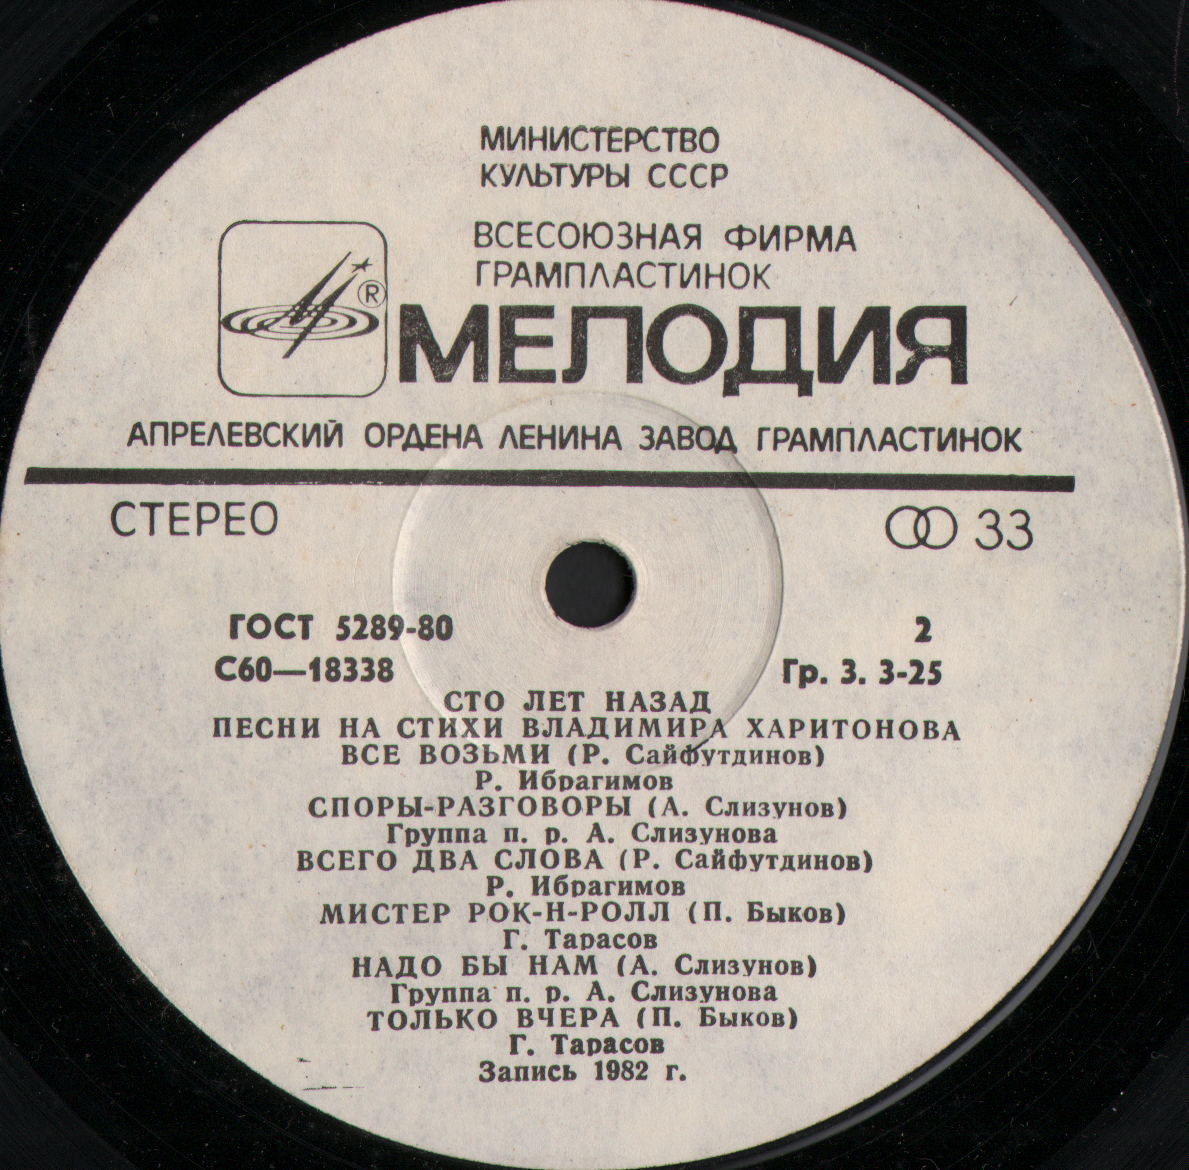 МИНИСТЕРСТВО
КУЛЬТУРЫ СССР
ВСЕСОЮЗНАЯ ФИРМА
ГРАМПЛАСТИНОК
®
МЕЛОДИЯ
АПРЕЛЕВСКИЙ ОРДЕНА ЛЕНИНА ЗАВОД ГРАМПЛАСТИНОК
СТЕРЕО 33
ГОСТ 5289-80 2
С60—18338 Гр. 3. 3-25
СТО ЛЕТ НАЗАД
ПЕСНИ НА СТИХИ ВЛАДИМИРА ХАРИТОНОВА
ВСЕ ВОЗЬМИ (Р. Сайфутдинов)
Р. Ибрагимов
СПОРЫ-РАЗГОВОРЫ (А. Слизунов)
Группа п. р. А. Слизунова
ВСЕГО ДВА СЛОВА (Р. Сайфутдинов)
Р. Ибрагимов
МИСТЕР РОК-Н-РОЛЛ (П. Быков)
Г. Тарасов
НАДО БЫ НАМ (А. Слизунов)
Группа п. р. А. Слизунова
ТОЛЬКО ВЧЕРА (П. Быков)
Г. Тарасов
Запись 1982 г.